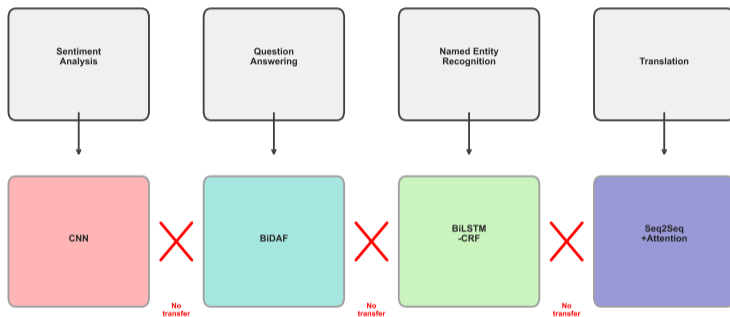 Sentiment
Analysis
Question
Answering
Named Entity
Recognition
Translation
CNN
BiDAF
BiLSTM
-CRF
Seq2Seq
+Attention
No
transfer
No
transfer
No
transfer